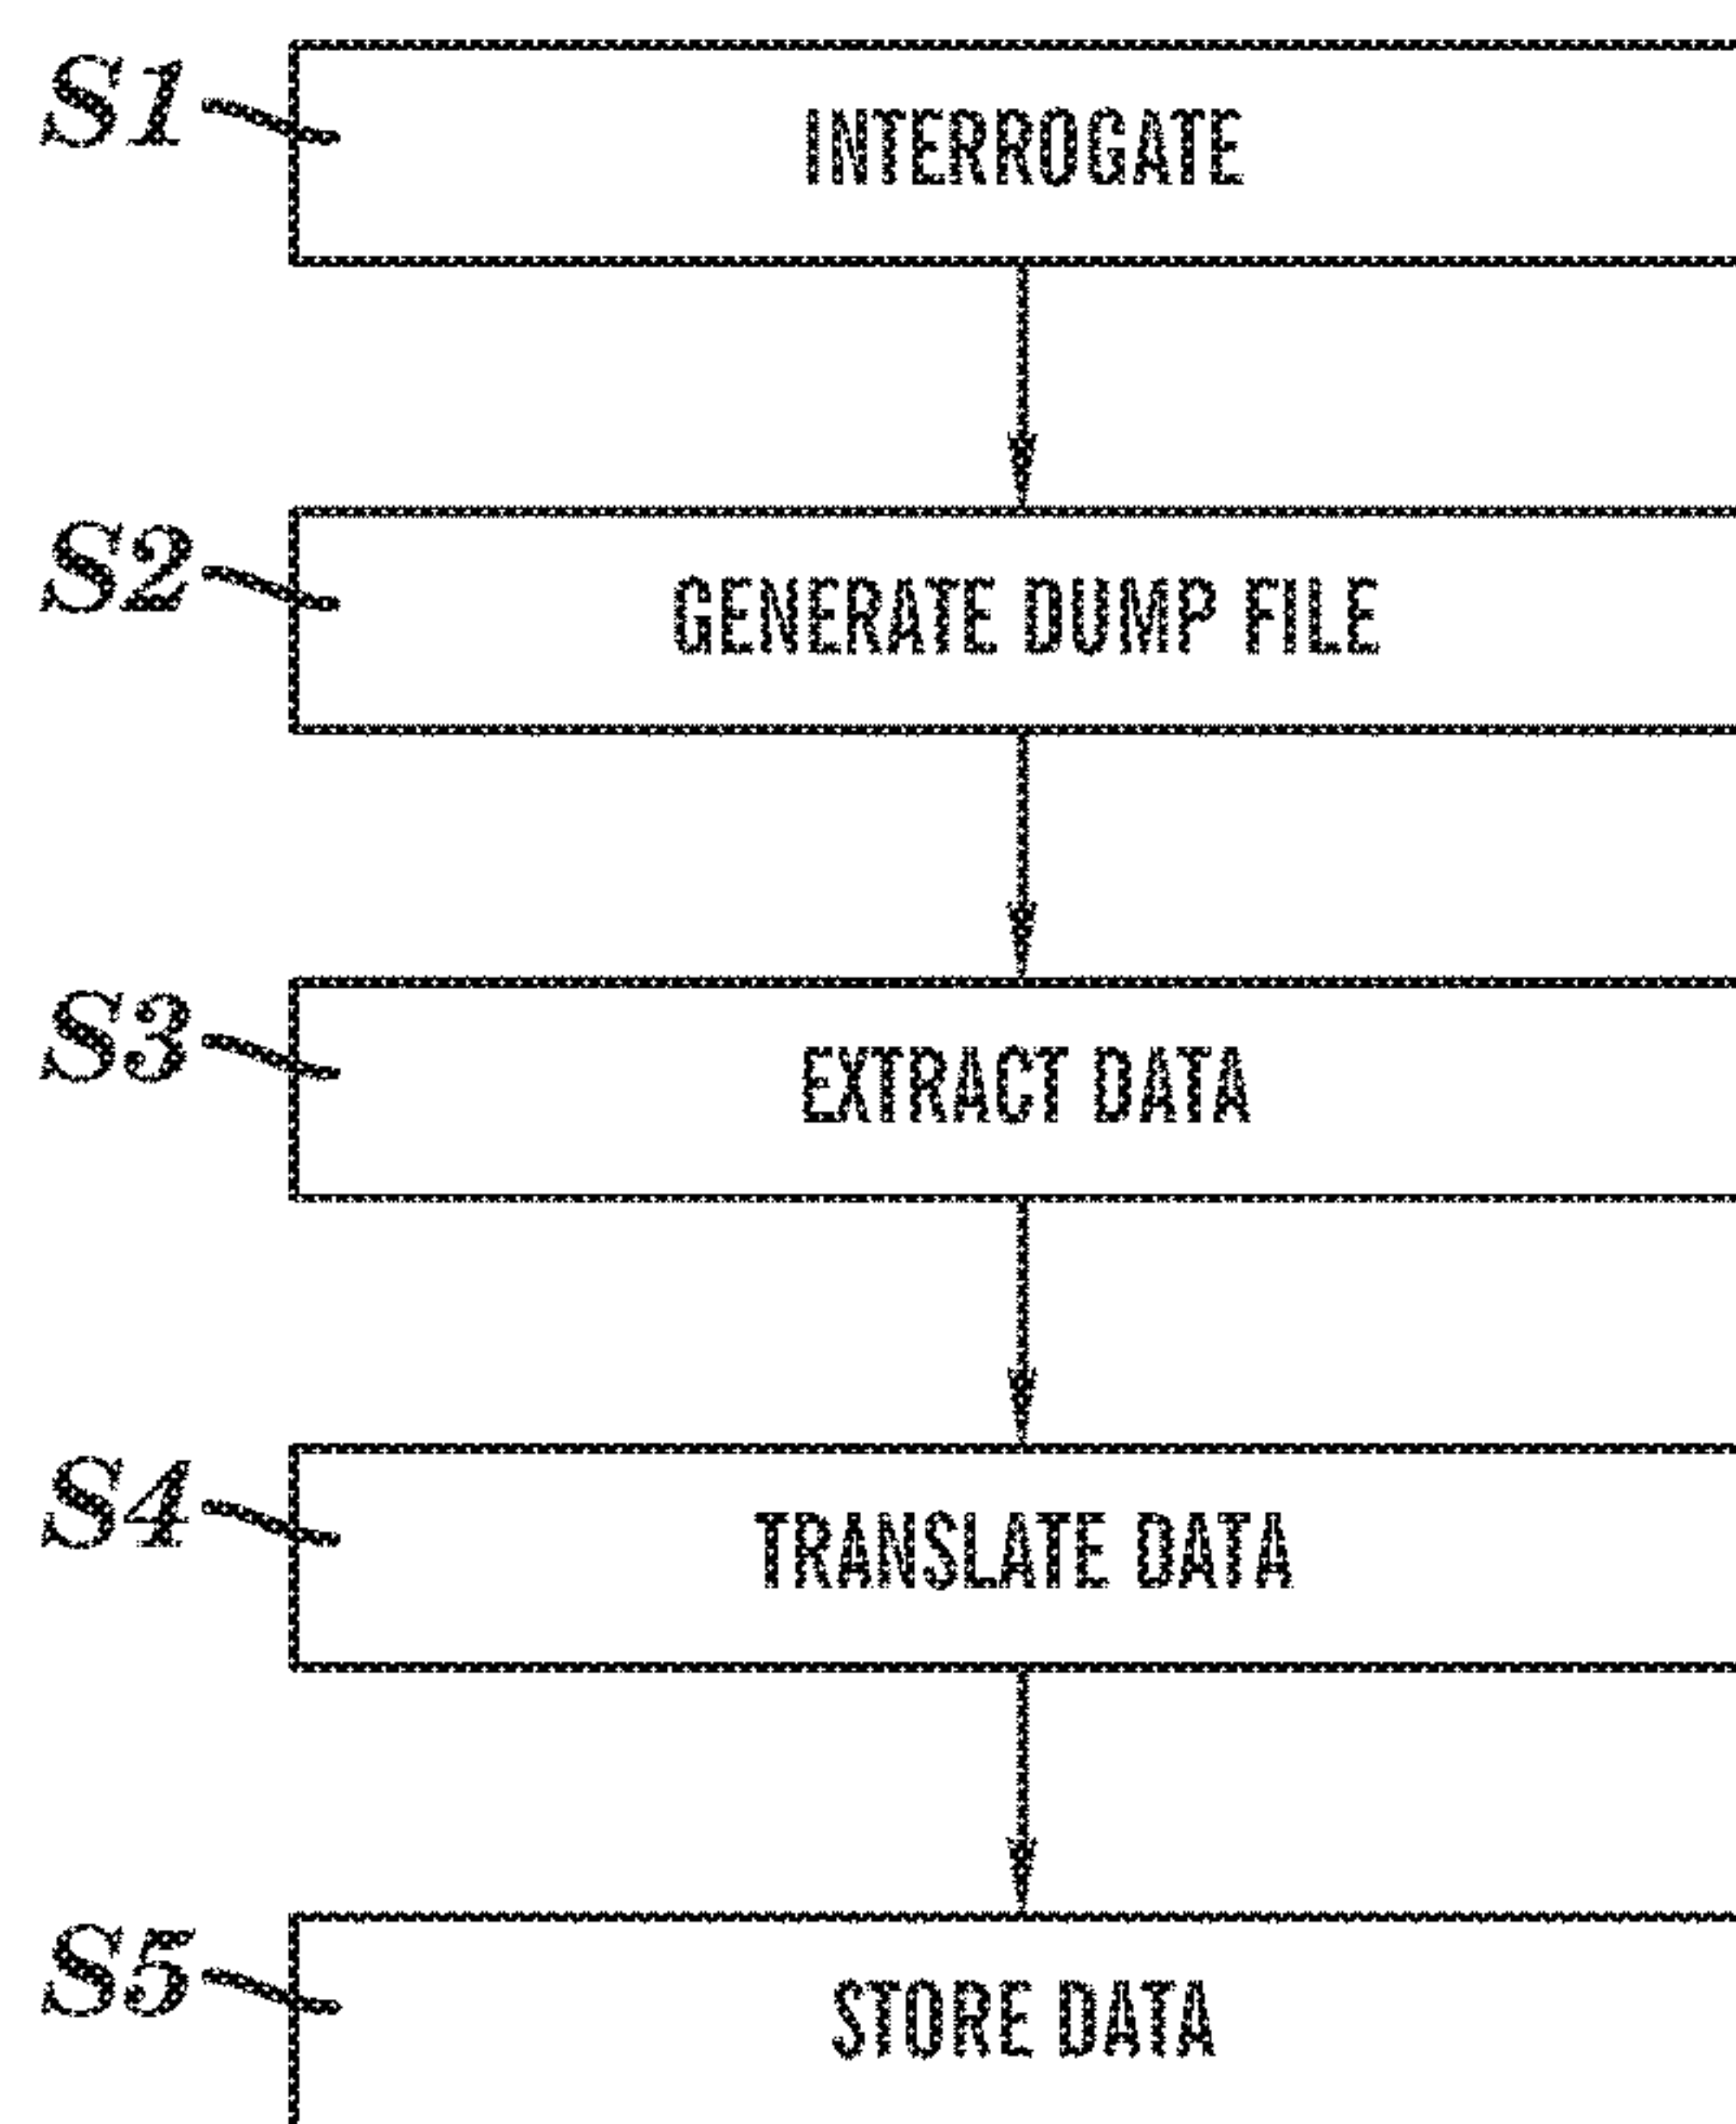 S1 INTERROGATE
S2 GENERATE DUMP FILE
S3 EXTRACT DATA
S4 TRANSLATE DATA
S5 STORE DATA